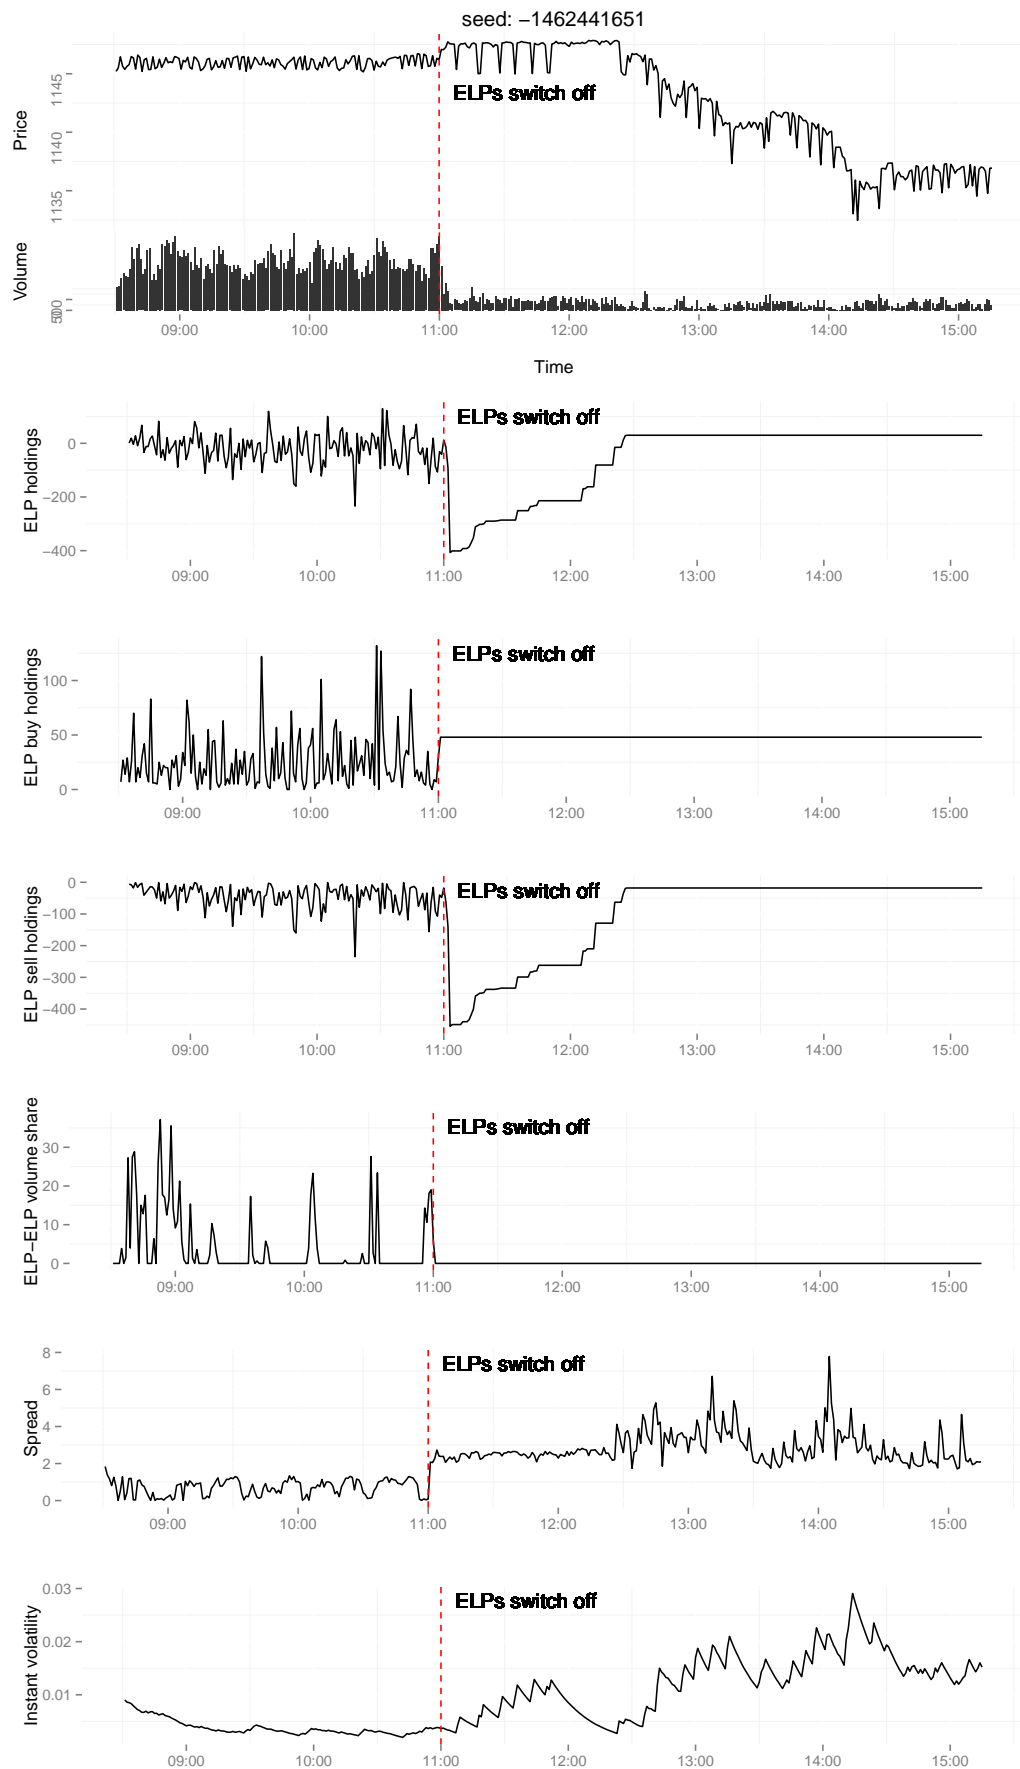 seed: −1462441651
Price
1145
1140
1135
ELPs switch off
Volume
500
09:00 10:00 11:00 12:00 13:00 14:00 15:00
Time
ELP holdings
0
−200
−400
ELPs switch off
09:00 10:00 11:00 12:00 13:00 14:00 15:00
ELP buy holdings
100
50
0
ELPs switch off
09:00 10:00 11:00 12:00 13:00 14:00 15:00
ELP sell holdings
0
−100
−200
−300
−400
ELPs switch off
09:00 10:00 11:00 12:00 13:00 14:00 15:00
ELP−ELP volume share
30
20
10
0
ELPs switch off
09:00 10:00 11:00 12:00 13:00 14:00 15:00
Spread
8
6
4
2
0
ELPs switch off
09:00 10:00 11:00 12:00 13:00 14:00 15:00
Instant volatility
0.03
0.02
0.01
ELPs switch off
09:00 10:00 11:00 12:00 13:00 14:00 15:00